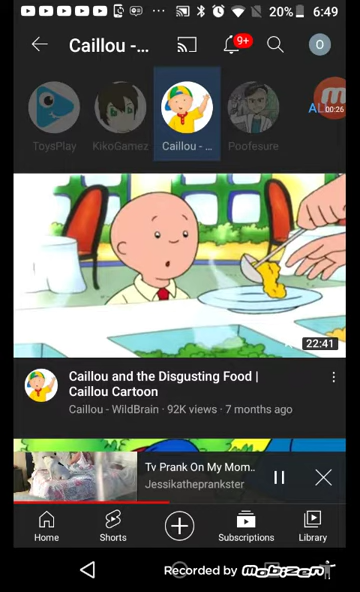 20% 6:49
Caillou -...
9+
O
ToysPlay
KikoGamez
Caillou - ...
Poofesure
AL
00:26
22:41
Caillou and the Disgusting Food |
Caillou Cartoon
Caillou - WildBrain · 92K views · 7 months ago
Tv Prank On My Mom..
Jessikatheprankster
Home
Shorts
Subscriptions
Library
Recorded by mobizen